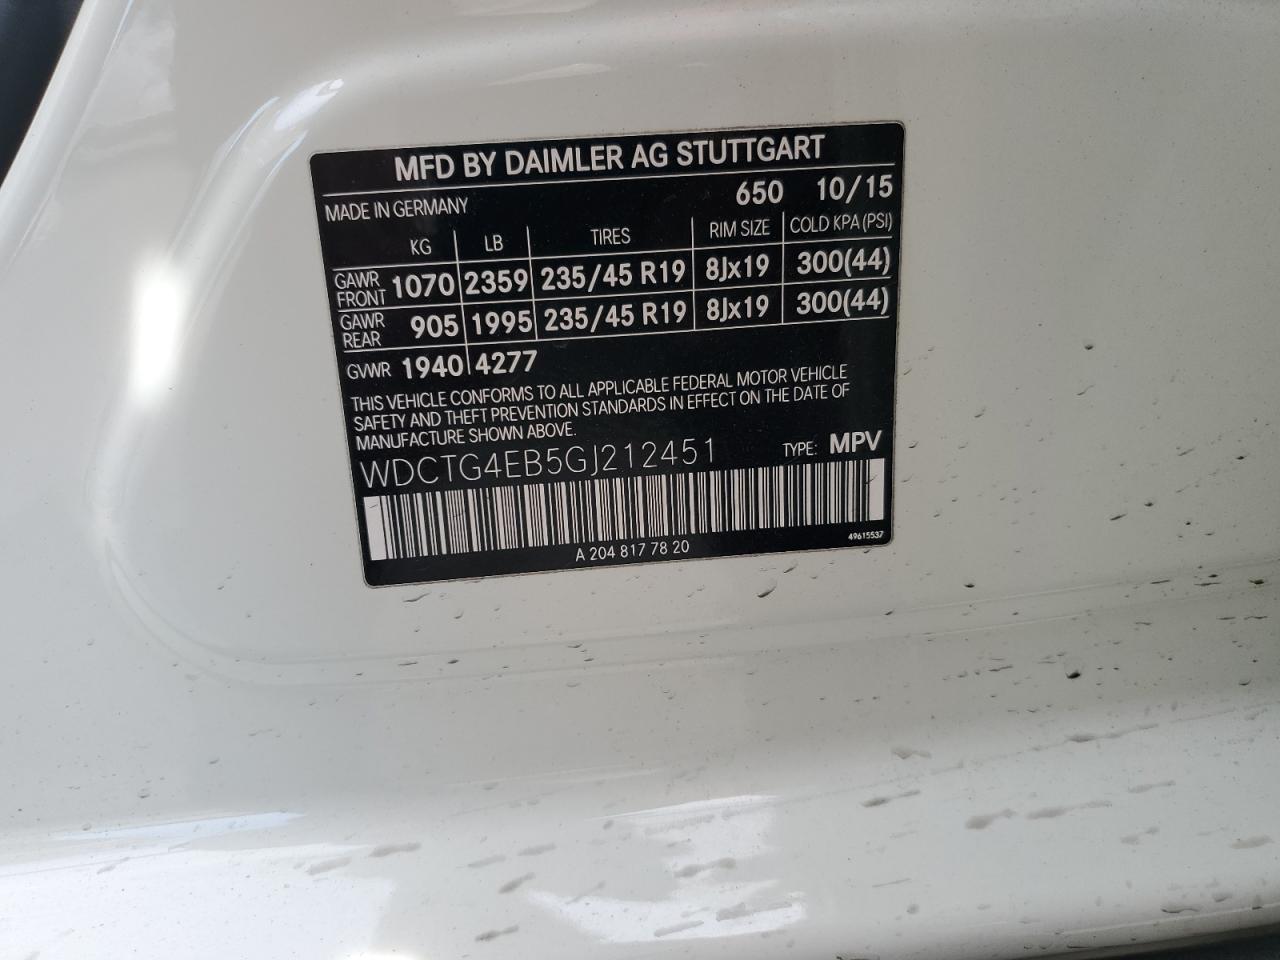 MFD BY DAIMLER AG STUTTGART
MADE IN GERMANY 650 10/15
KG LB TIRES RIM SIZE COLD KPA (PSI)
GAWR FRONT 1070 2359 235/45 R19 8Jx19 300(44)
GAWR REAR 905 1995 235/45 R19 8Jx19 300(44)
GVWR 1940 4277
THIS VEHICLE CONFORMS TO ALL APPLICABLE FEDERAL MOTOR VEHICLE
SAFETY AND THEFT PREVENTION STANDARDS IN EFFECT ON THE DATE OF
MANUFACTURE SHOWN ABOVE.
WDCTG4EB5GJ212451 TYPE: MPV
A 204 817 78 20 49615537